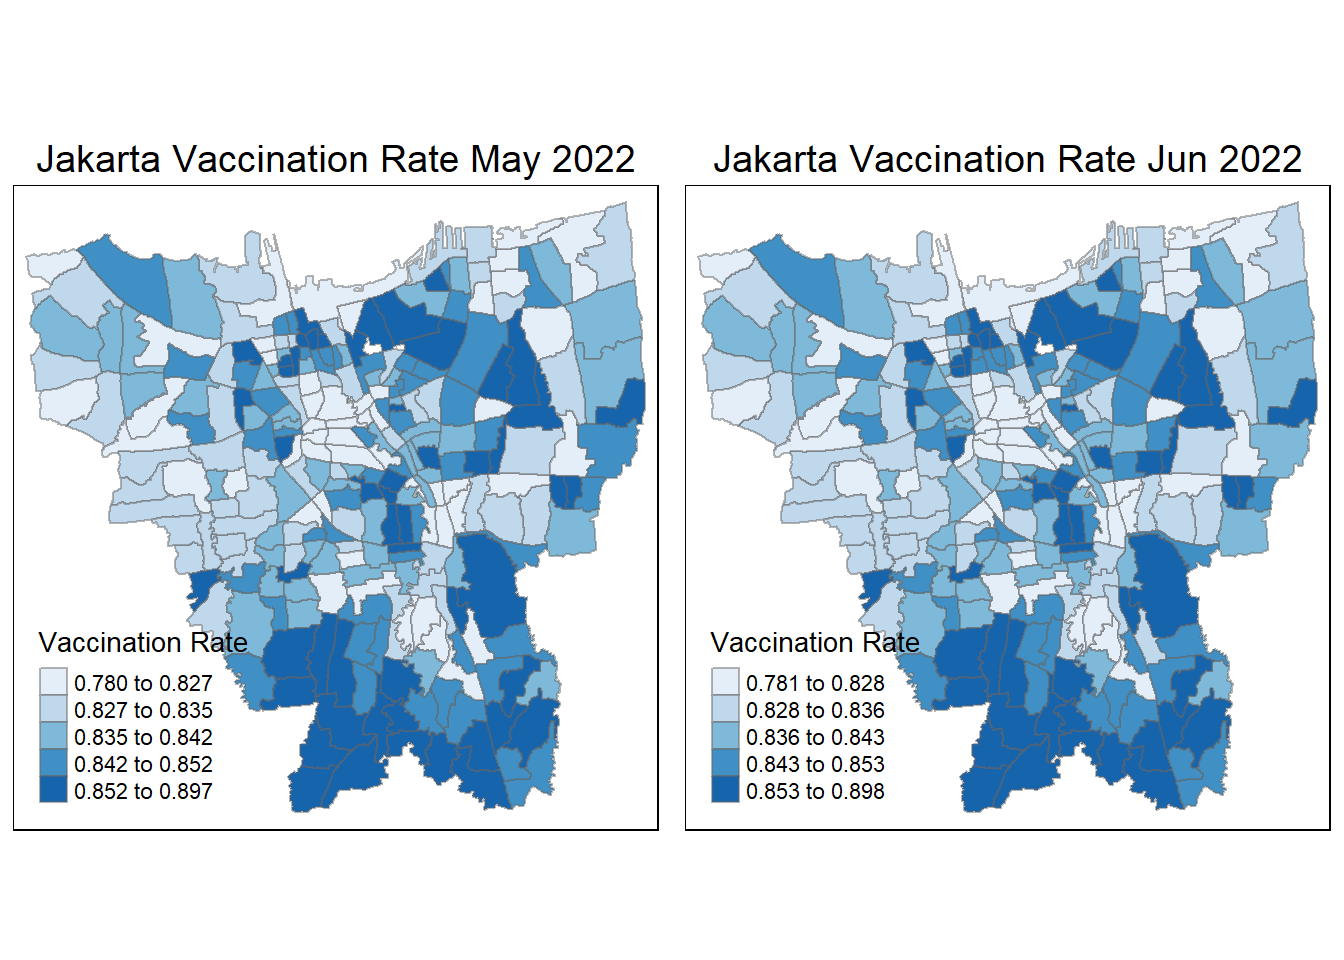 Jakarta Vaccination Rate May 2022
Vaccination Rate
0.780 to 0.827
0.827 to 0.835
0.835 to 0.842
0.842 to 0.852
0.852 to 0.897
Jakarta Vaccination Rate Jun 2022
Vaccination Rate
0.781 to 0.828
0.828 to 0.836
0.836 to 0.843
0.843 to 0.853
0.853 to 0.898